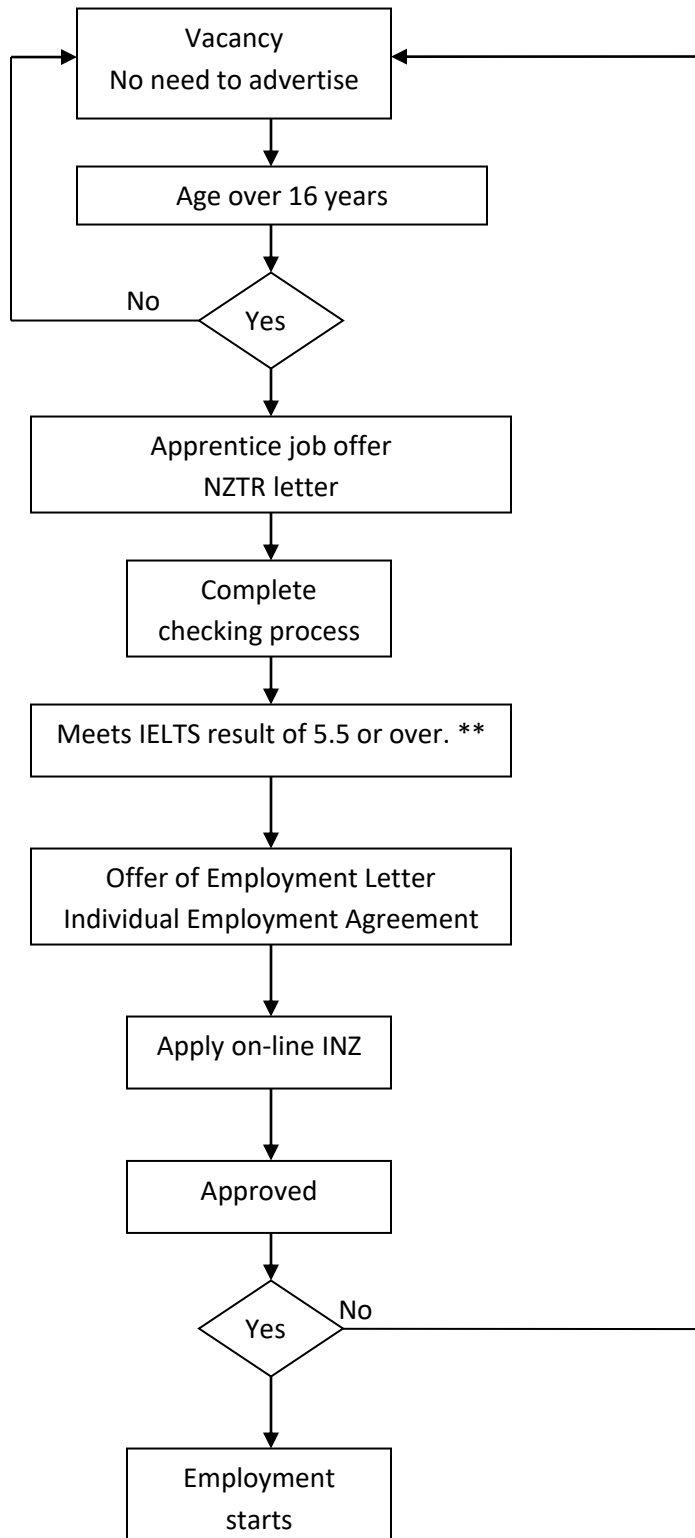 Vacancy
No need to advertise
Age over 16 years
No
Yes
Apprentice job offer
NZTR letter
Complete
checking process
Meets IELTS result of 5.5 or over. **
Offer of Employment Letter
Individual Employment Agreement
Apply on-line INZ
Approved
No
Yes
Employment
starts